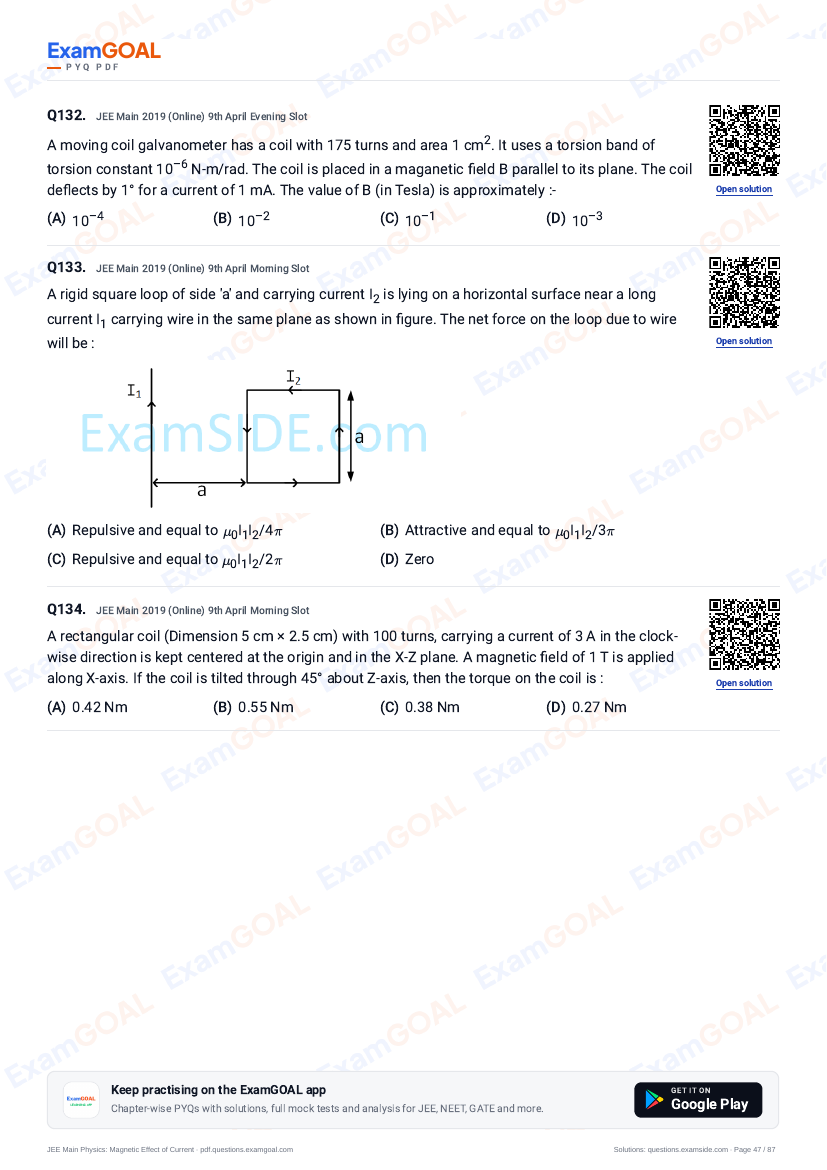 ExamGOAL
PYQ PDF
Q132. JEE Main 2019 (Online) 9th April Evening Slot
A moving coil galvanometer has a coil with 175 turns and area 1 cm². It uses a torsion band of
torsion constant 10⁻⁶ N-m/rad. The coil is placed in a maganetic field B parallel to its plane. The coil
deflects by 1° for a current of 1 mA. The value of B (in Tesla) is approximately :-
Open solution
(A) 10⁻⁴ (B) 10⁻² (C) 10⁻¹ (D) 10⁻³
Q133. JEE Main 2019 (Online) 9th April Morning Slot
A rigid square loop of side 'a' and carrying current I₂ is lying on a horizontal surface near a long
current I₁ carrying wire in the same plane as shown in figure. The net force on the loop due to wire
will be :
Open solution
I₁ I₂
ExamSIDE.com
a
a
(A) Repulsive and equal to μ₀I₁I₂/4π (B) Attractive and equal to μ₀I₁I₂/3π
(C) Repulsive and equal to μ₀I₁I₂/2π (D) Zero
Q134. JEE Main 2019 (Online) 9th April Morning Slot
A rectangular coil (Dimension 5 cm × 2.5 cm) with 100 turns, carrying a current of 3 A in the clock-
wise direction is kept centered at the origin and in the X-Z plane. A magnetic field of 1 T is applied
along X-axis. If the coil is tilted through 45° about Z-axis, then the torque on the coil is :
Open solution
(A) 0.42 Nm (B) 0.55 Nm (C) 0.38 Nm (D) 0.27 Nm
Keep practising on the ExamGOAL app
Chapter-wise PYQs with solutions, full mock tests and analysis for JEE, NEET, GATE and more.
GET IT ON
Google Play
JEE Main Physics: Magnetic Effect of Current · pdf.questions.examgoal.com Solutions: questions.examside.com · Page 47 / 87